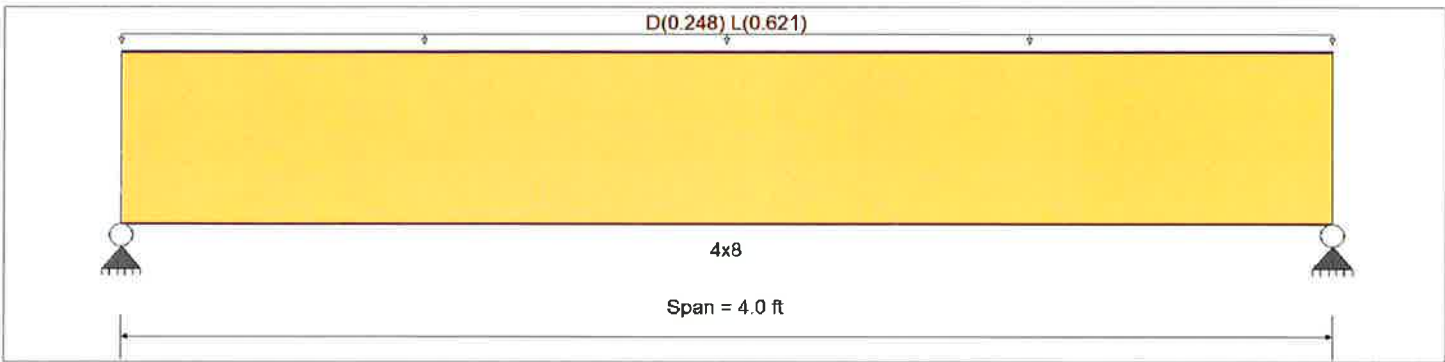 D(0.248) L(0.621)
4x8
Span = 4.0 ft